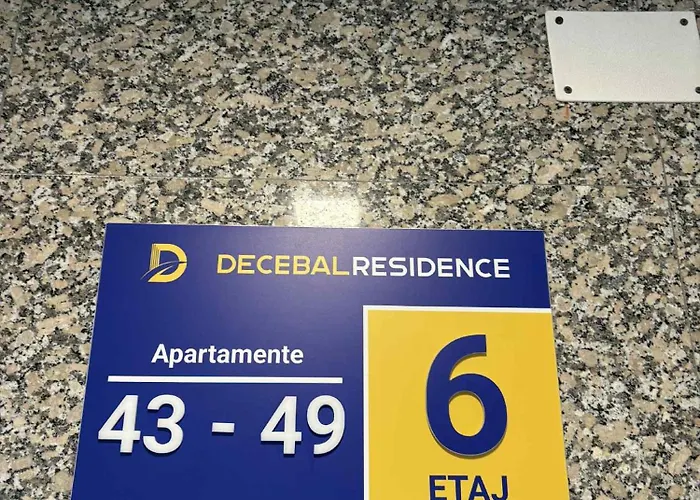 DECEBALRESIDENCE
Apartamente
43 - 49
6
ETAJ